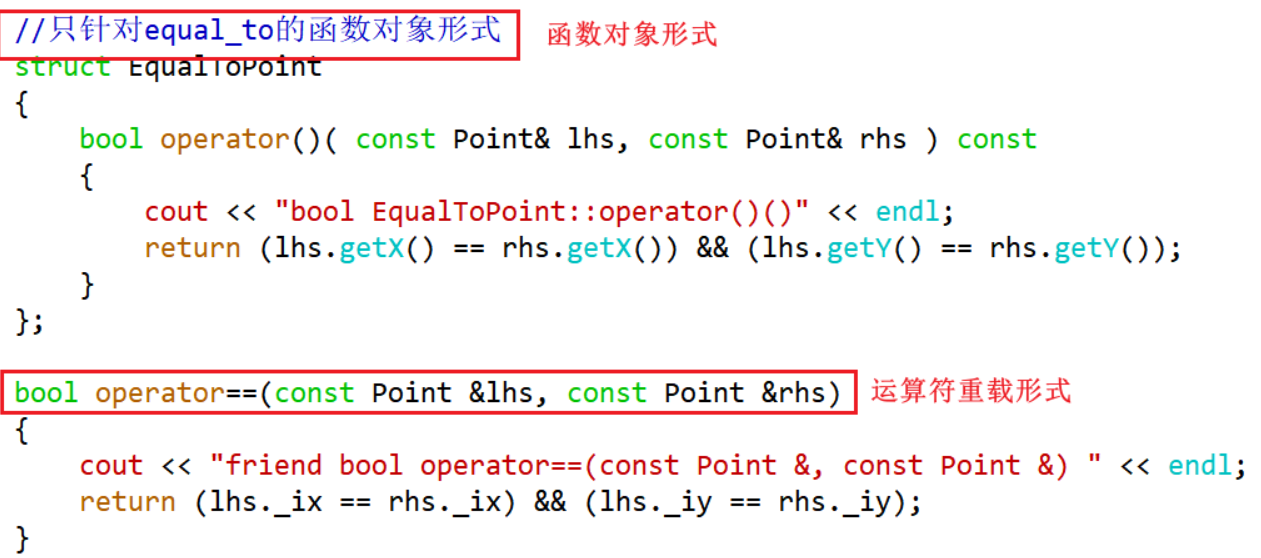 //只针对equal_to的函数对象形式 函数对象形式
struct EqualToPoint
{
    bool operator()( const Point& lhs, const Point& rhs ) const
    {
        cout << "bool EqualToPoint::operator()()" << endl;
        return (lhs.getX() == rhs.getX()) && (lhs.getY() == rhs.getY());
    }
};
bool operator==(const Point &lhs, const Point &rhs) 运算符重载形式
{
    cout << "friend bool operator==(const Point &, const Point &) " << endl;
    return (lhs._ix == rhs._ix) && (lhs._iy == rhs._iy);
}